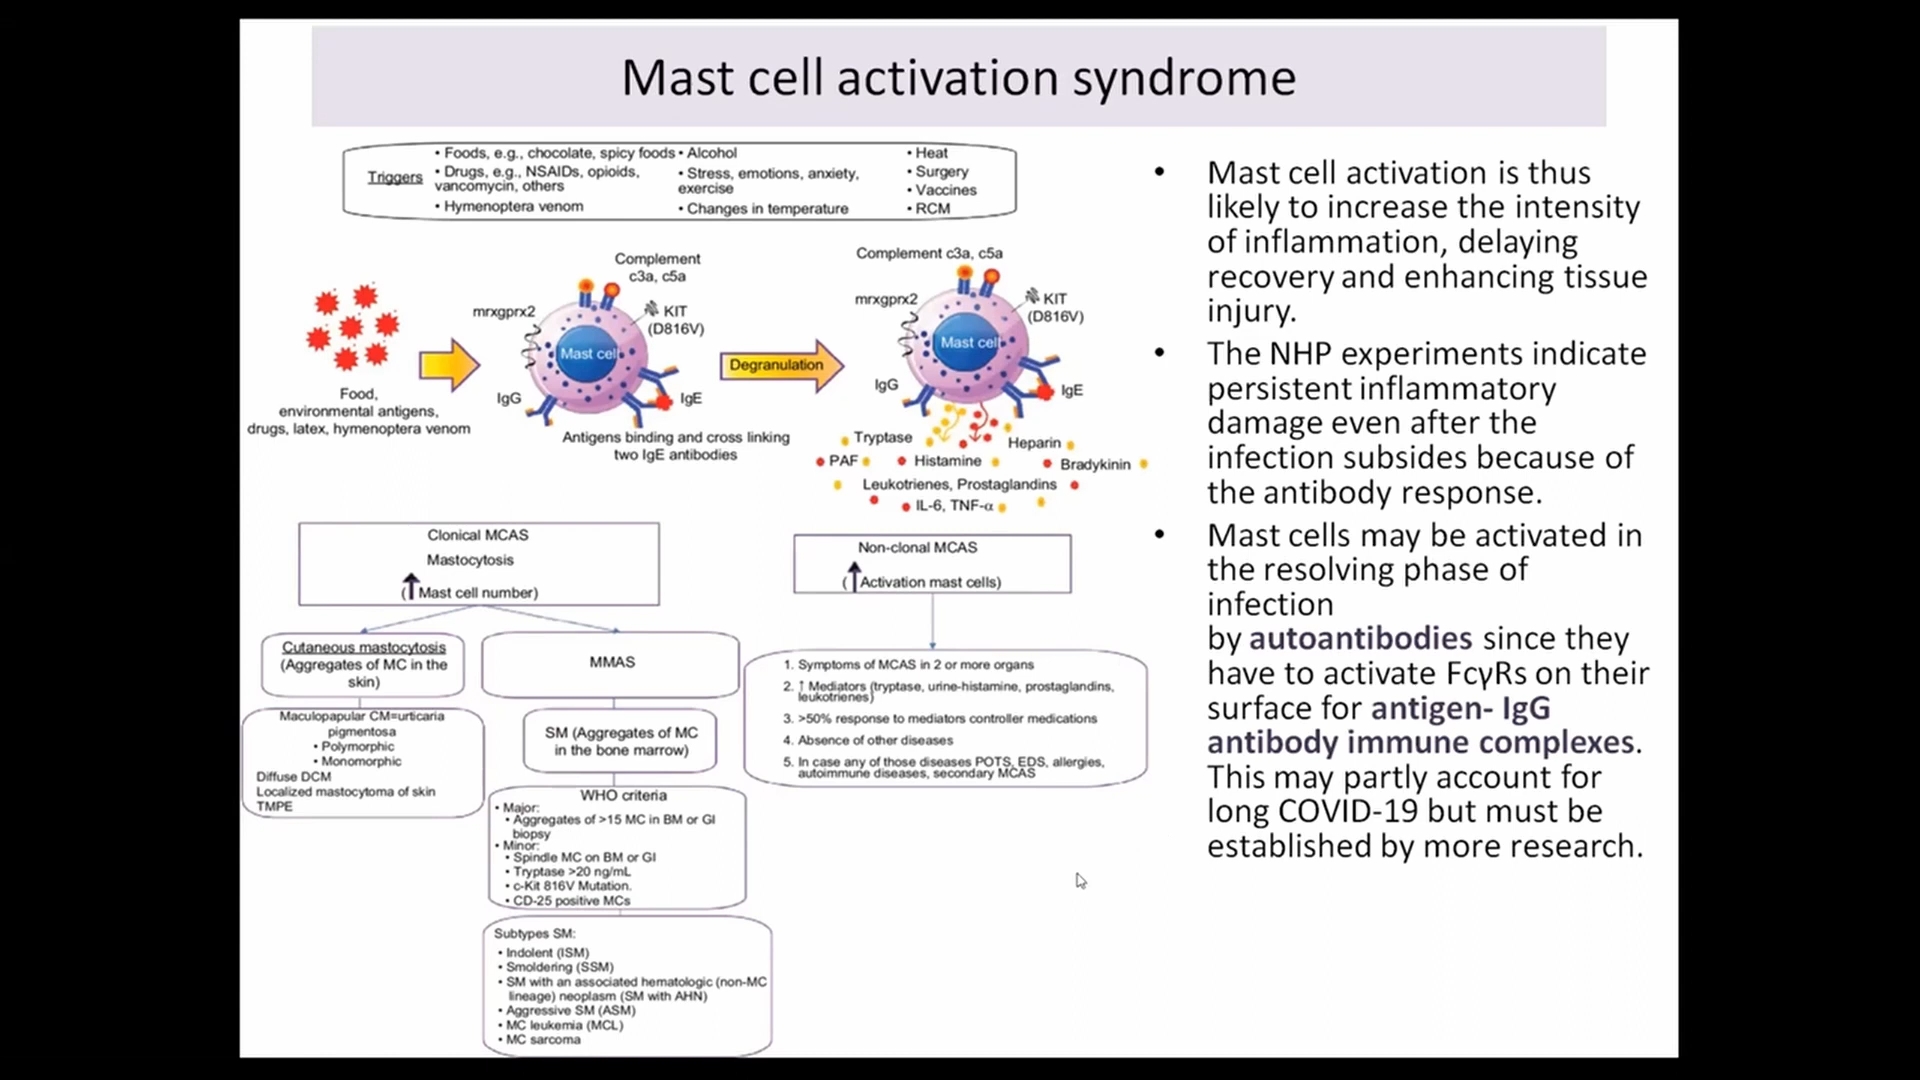 Mast cell activation syndrome
Triggers
• Foods, e.g., chocolate, spicy foods
• Drugs, e.g., NSAIDs, opioids,
vancomycin, others
• Hymenoptera venom
• Alcohol
• Stress, emotions, anxiety,
exercise
• Changes in temperature
• Heat
• Surgery
• Vaccines
• RCM
Food,
environmental antigens,
drugs, latex, hymenoptera venom
Complement
c3a, c5a
mrxgprx2
KIT
(D816V)
Mast cell
IgG
IgE
Antigens binding and cross linking
two IgE antibodies
Degranulation
Complement c3a, c5a
mrxgprx2
KIT
(D816V)
Mast cell
IgG
IgE
Tryptase
Heparin
PAF
Histamine
Bradykinin
Leukotrienes, Prostaglandins
IL-6, TNF-α
Clonical MCAS
Mastocytosis
(↑Mast cell number)
Non-clonal MCAS
(↑Activation mast cells)
Cutaneous mastocytosis
(Aggregates of MC in the
skin)
MMAS
Maculopapular CM=urticaria
pigmentosa
• Polymorphic
• Monomorphic
Diffuse DCM
Localized mastocytoma of skin
TMPE
SM (Aggregates of MC
in the bone marrow)
WHO criteria
• Major:
• Aggregates of >15 MC in BM or GI
biopsy
• Minor:
• Spindle MC on BM or GI
• Tryptase >20 ng/mL
• c-Kit 816V Mutation.
• CD-25 positive MCs
Subtypes SM:
• Indolent (ISM)
• Smoldering (SSM)
• SM with an associated hematologic (non-MC
lineage) neoplasm (SM with AHN)
• Aggressive SM (ASM)
• MC leukemia (MCL)
• MC sarcoma
1. Symptoms of MCAS in 2 or more organs
2. ↑ Mediators (tryptase, urine-histamine, prostaglandins,
leukotrienes)
3. >50% response to mediators controller medications
4. Absence of other diseases
5. In case any of those diseases POTS, EDS, allergies,
autoimmune diseases, secondary MCAS
• Mast cell activation is thus
likely to increase the intensity
of inflammation, delaying
recovery and enhancing tissue
injury.
• The NHP experiments indicate
persistent inflammatory
damage even after the
infection subsides because of
the antibody response.
• Mast cells may be activated in
the resolving phase of
infection
by autoantibodies since they
have to activate FcγRs on their
surface for antigen- IgG
antibody immune complexes.
This may partly account for
long COVID-19 but must be
established by more research.